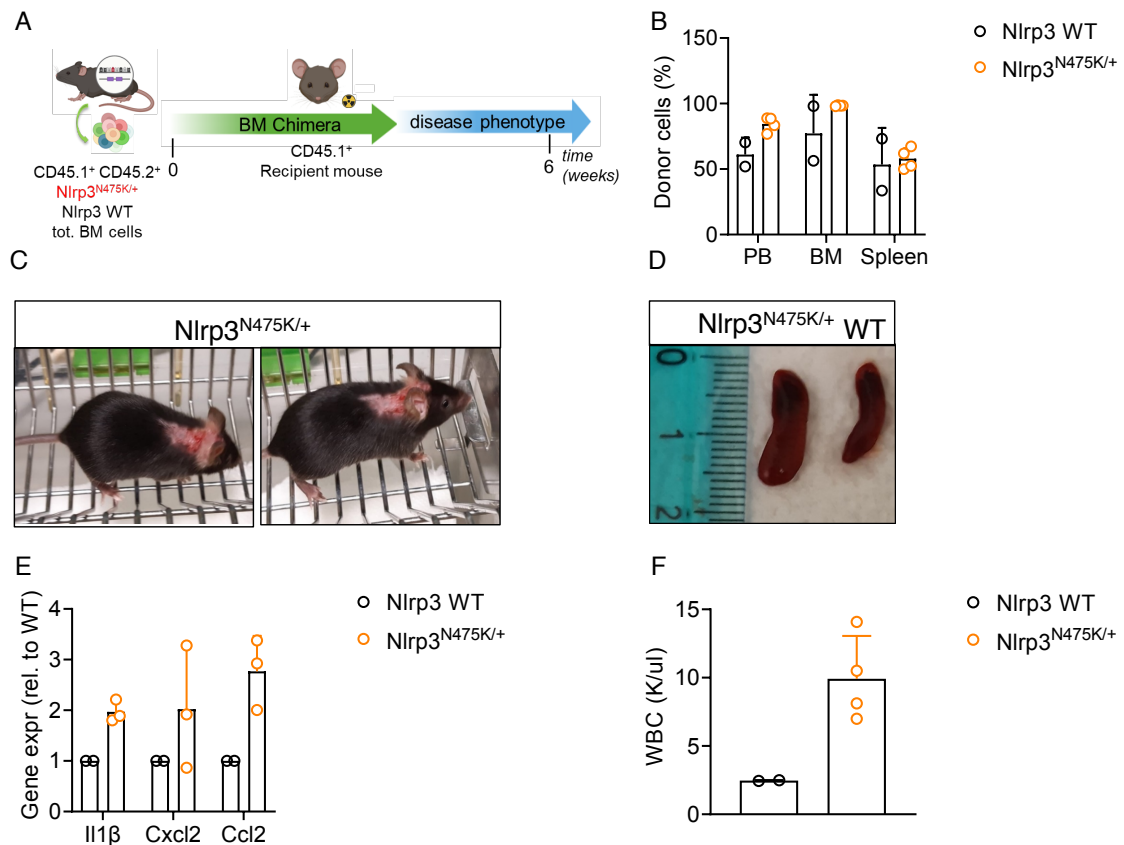 A
BM Chimera
disease phenotype
0
CD45.1⁺
Recipient mouse
6
time
(weeks)
CD45.1⁺ CD45.2⁺
Nlrp3ᴺ⁴⁷⁵ᴷ/⁺
Nlrp3 WT
tot. BM cells
B
Donor cells (%)
150
100
50
0
PB
BM
Spleen
Nlrp3 WT
Nlrp3ᴺ⁴⁷⁵ᴷ/⁺
C
Nlrp3ᴺ⁴⁷⁵ᴷ/⁺
D
Nlrp3ᴺ⁴⁷⁵ᴷ/⁺ WT
0
1
2
E
Gene expr (rel. to WT)
4
3
2
1
0
Il1β
Cxcl2
Ccl2
Nlrp3 WT
Nlrp3ᴺ⁴⁷⁵ᴷ/⁺
F
WBC (K/ul)
15
10
5
0
Nlrp3 WT
Nlrp3ᴺ⁴⁷⁵ᴷ/⁺